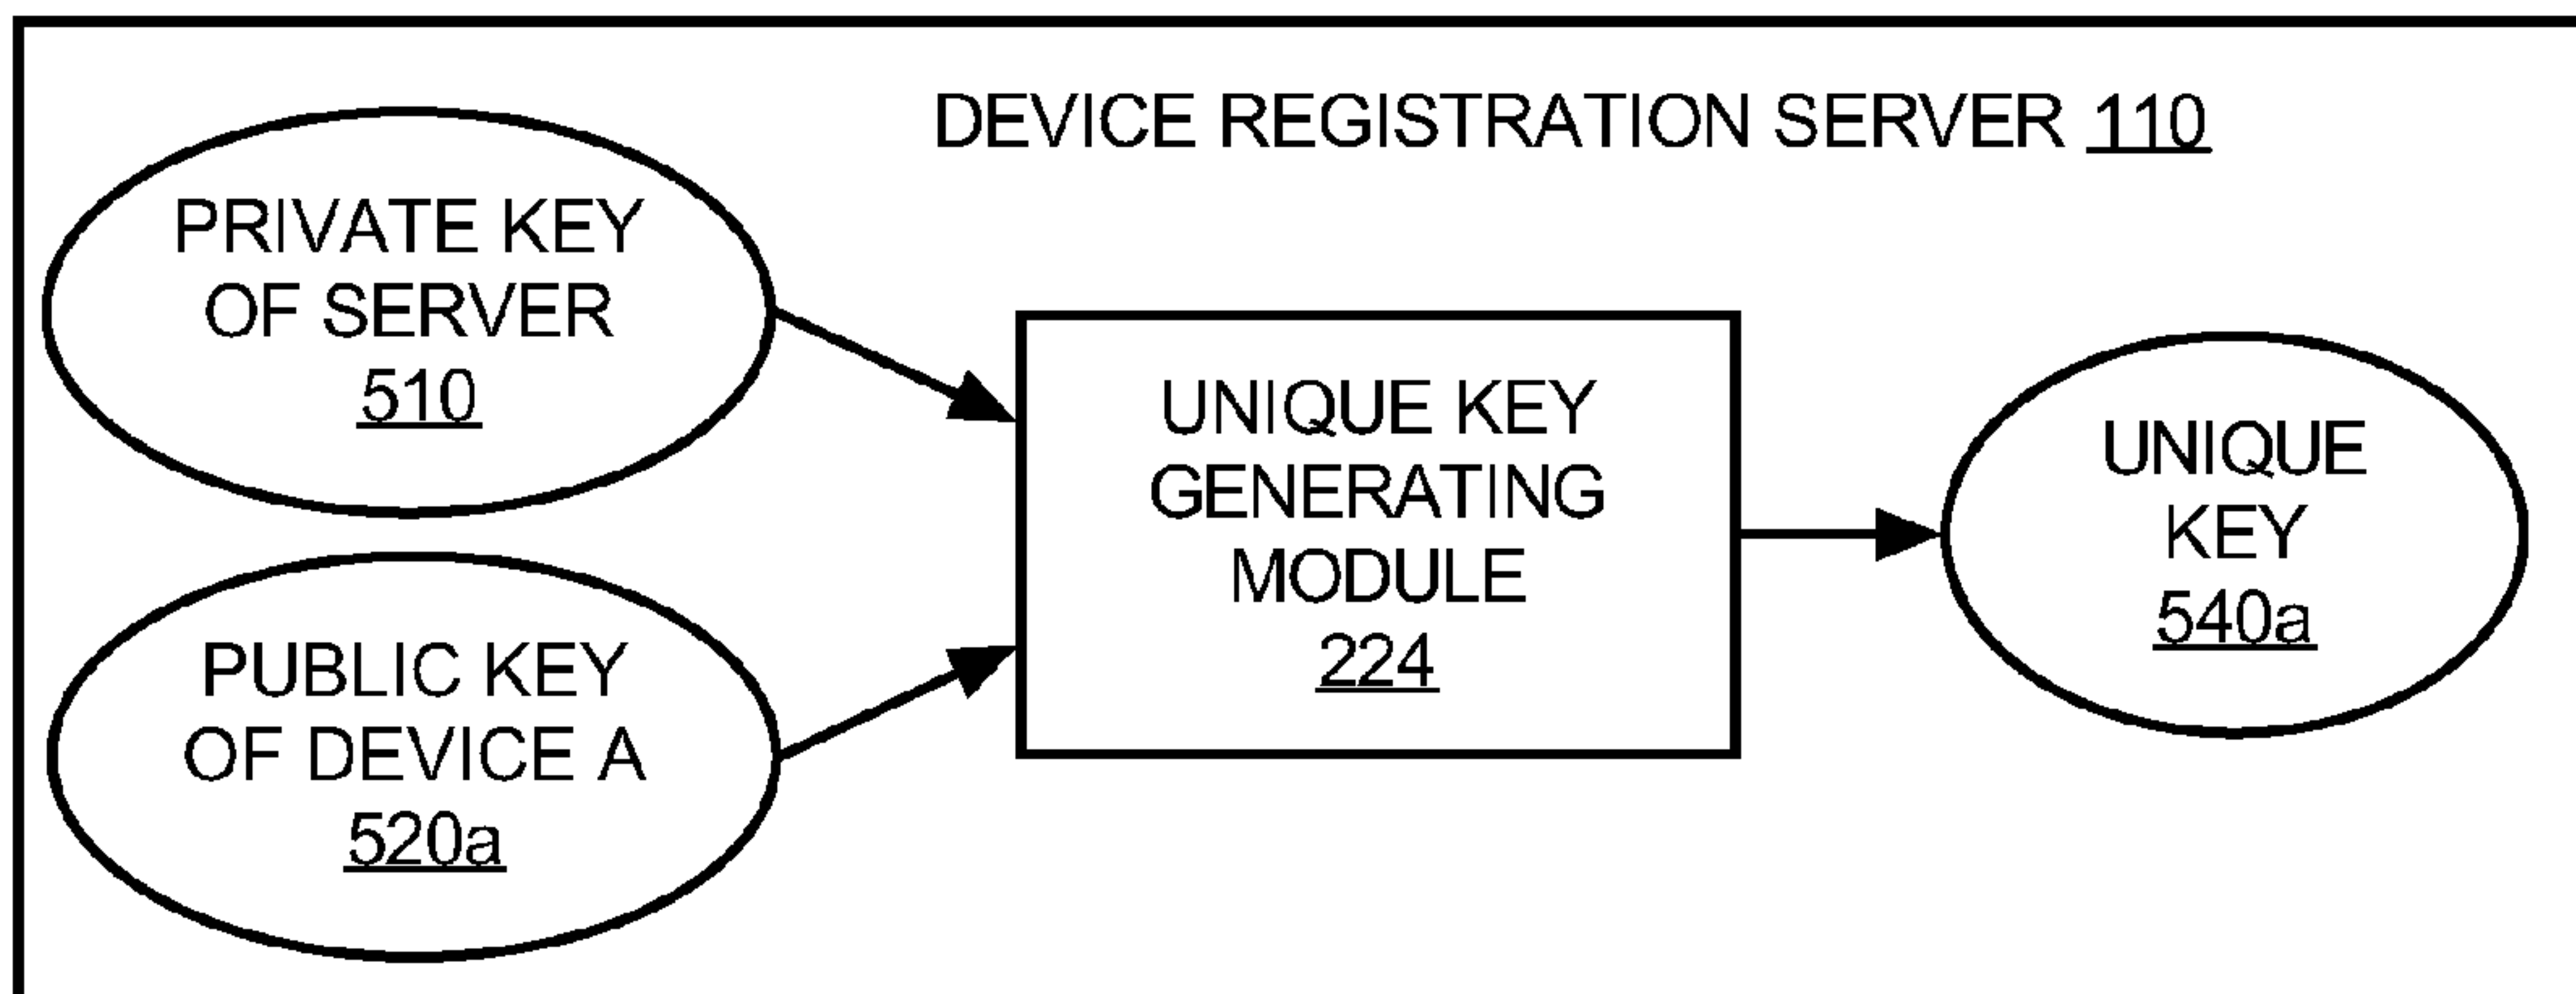 DEVICE REGISTRATION SERVER 110
PRIVATE KEY
OF SERVER
510
PUBLIC KEY
OF DEVICE A
520a
UNIQUE KEY
GENERATING
MODULE
224
UNIQUE
KEY
540a